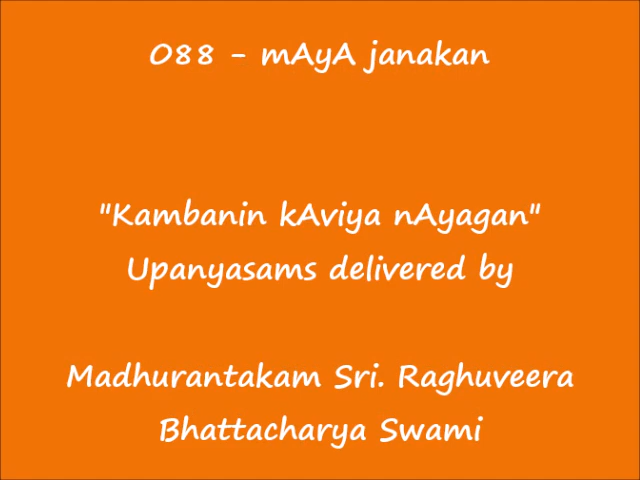 088 - mAyA janakan
"Kambanin kAviya nAyagan"
Upanyasams delivered by
Madhurantakam Sri. Raghuveera
Bhattacharya Swami